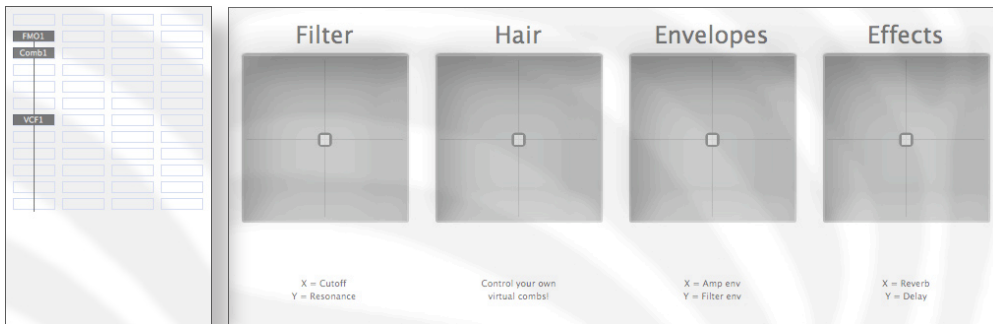 FMO1
Comb1
VCF1
Filter
Hair
Envelopes
Effects
X = Cutoff
Y = Resonance
Control your own
virtual combs!
X = Amp env
Y = Filter env
X = Reverb
Y = Delay